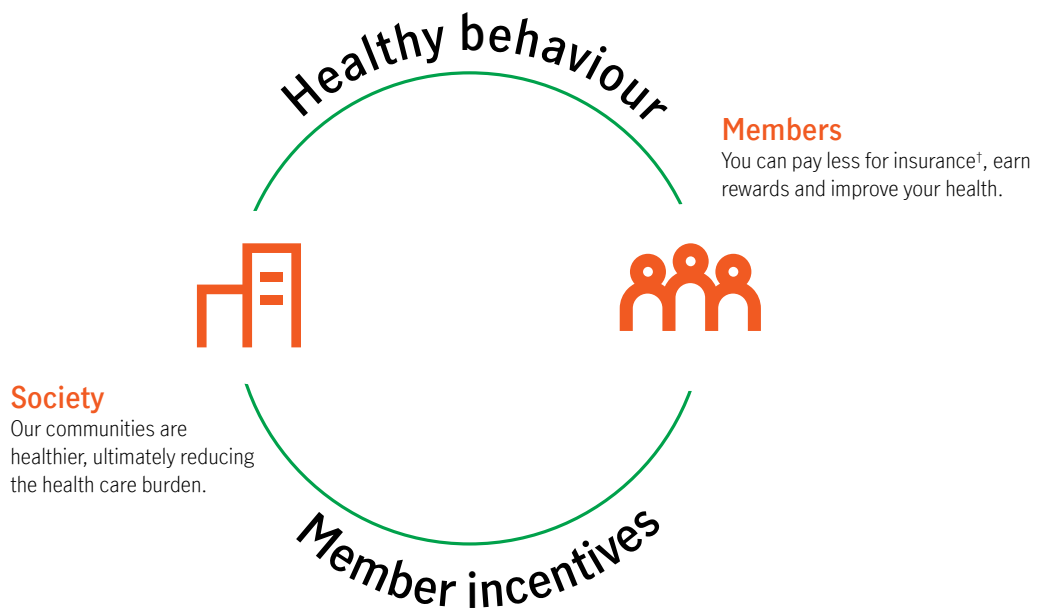 Healthy behaviour
Members
You can pay less for insurance†, earn
rewards and improve your health.
Society
Our communities are
healthier, ultimately reducing
the health care burden.
Member incentives